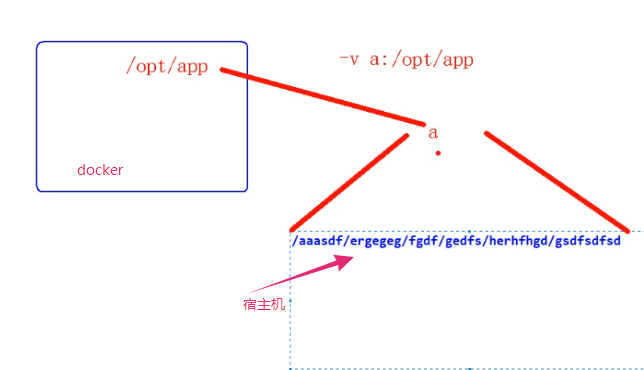 /opt/app
-v a:/opt/app
a
docker
/aaasdf/ergegeg/fgdf/gedfs/herhfhgd/gsdfsdfsd
宿主机